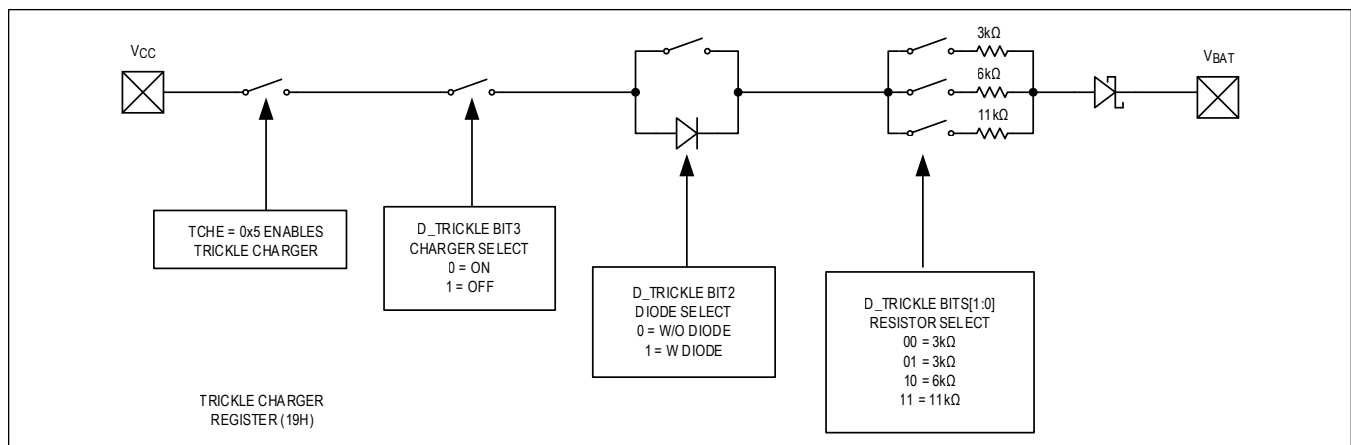 VCC
3kΩ
6kΩ
11kΩ
VBAT
TCHE = 0x5 ENABLES
TRICKLE CHARGER
D_TRICKLE BIT3
CHARGER SELECT
0 = ON
1 = OFF
D_TRICKLE BIT2
DIODE SELECT
0 = W/O DIODE
1 = W DIODE
D_TRICKLE BITS[1:0]
RESISTOR SELECT
00 = 3kΩ
01 = 3kΩ
10 = 6kΩ
11 = 11kΩ
TRICKLE CHARGER
REGISTER (19H)